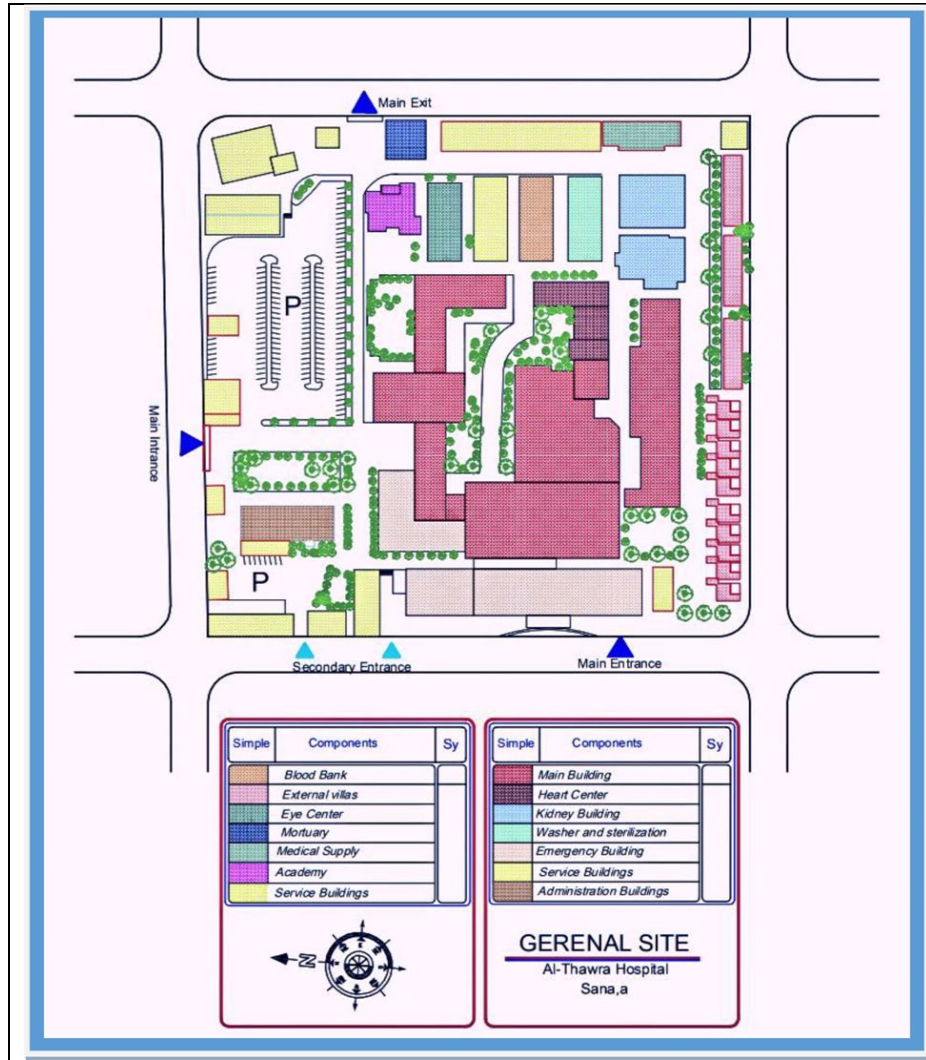 Main Exit
P
Main Intrance
P
Secondary Entrance
Main Entrance
Simple Components Sy
Blood Bank
External villas
Eye Center
Mortuary
Medical Supply
Academy
Service Buildings
N
Simple Components Sy
Main Building
Heart Center
Kidney Building
Washer and sterilization
Emergency Building
Service Buildings
Administration Buildings
GERENAL SITE
Al-Thawra Hospital
Sana,a